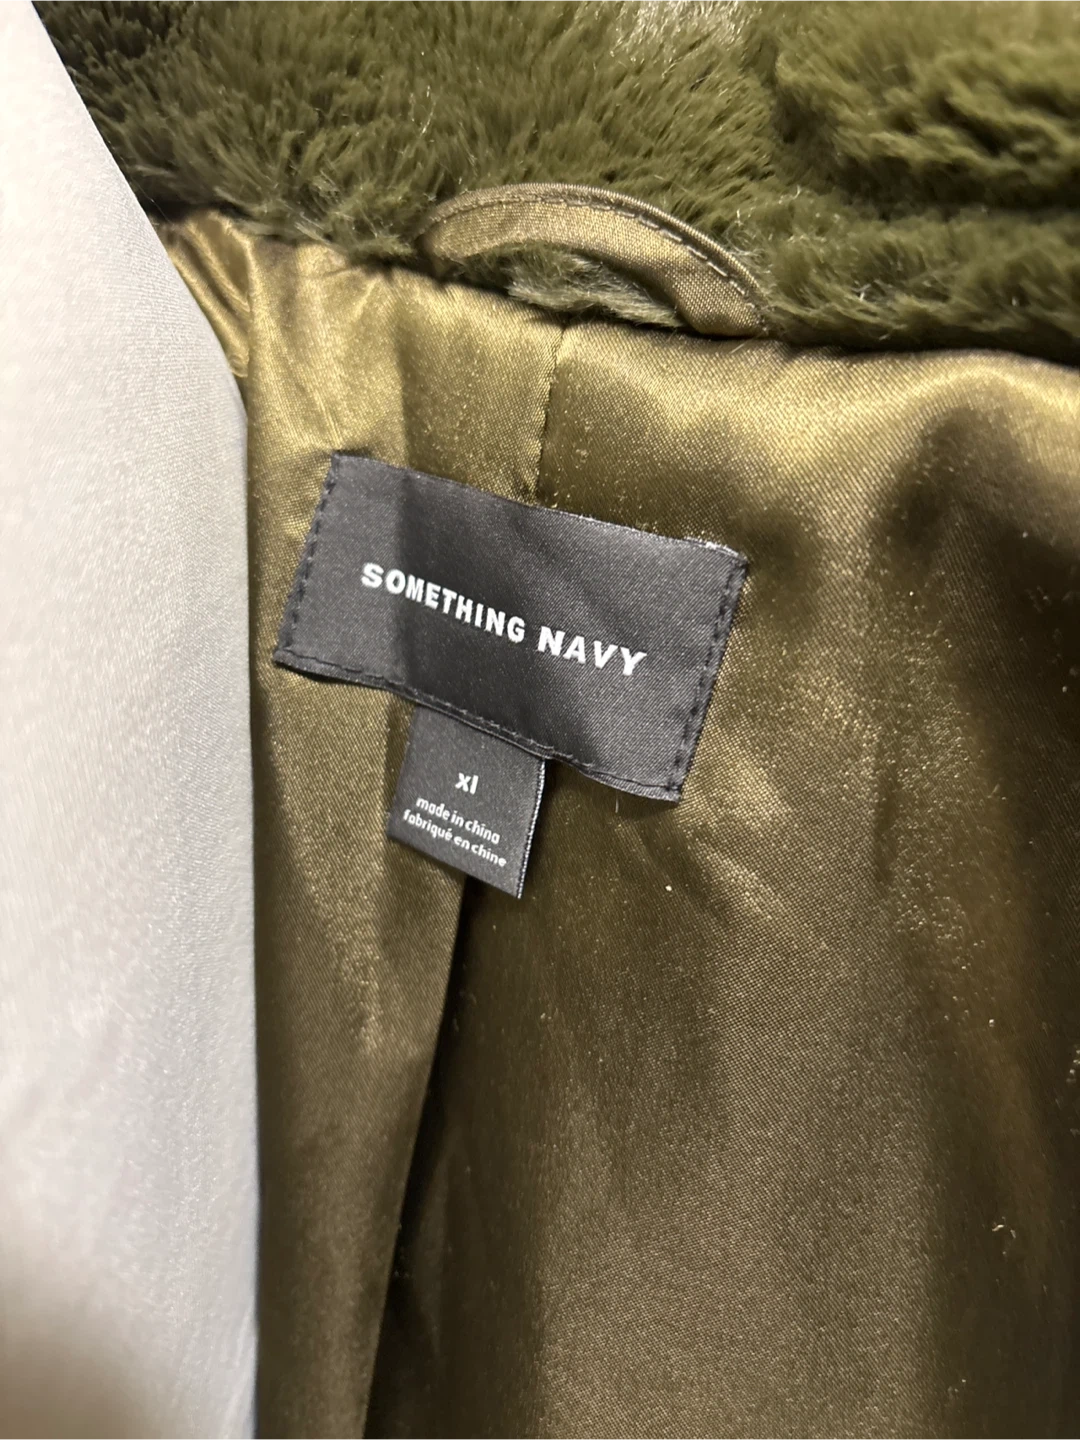 SOMETHING NAVY
xl
made in china
fabriqué en chine